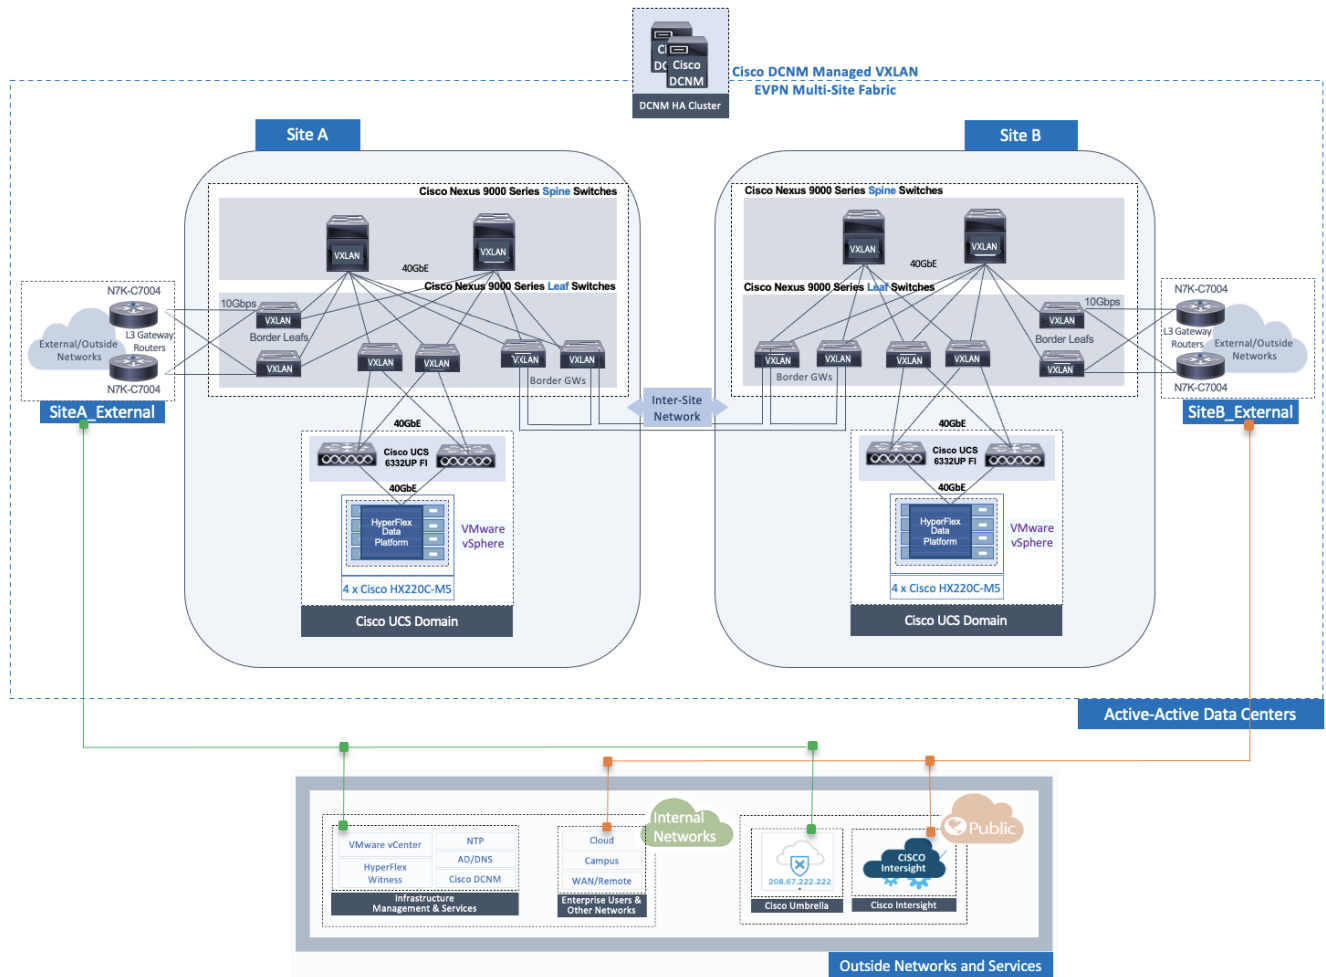 Ci
DC
Cisco
DCNM
DCNM HA Cluster
Cisco DCNM Managed VXLAN
EVPN Multi-Site Fabric
Site A
Cisco Nexus 9000 Series Spine Switches
VXLAN
VXLAN
40GbE
Cisco Nexus 9000 Series Leaf Switches
N7K-C7004
External/Outside
Networks
L3 Gateway
Routers
N7K-C7004
SiteA_External
10Gbps
VXLAN
Border Leafs
VXLAN
VXLAN
VXLAN
VXLAN
VXLAN
Border GWs
40GbE
Cisco UCS
6332UP FI
40GbE
HyperFlex
Data
Platform
VMware
vSphere
4 x Cisco HX220C-M5
Cisco UCS Domain
Inter-Site
Network
Site B
Cisco Nexus 9000 Series Spine Switches
VXLAN
VXLAN
40GbE
Cisco Nexus 9000 Series Leaf Switches
VXLAN
VXLAN
Border GWs
VXLAN
VXLAN
10Gbps
VXLAN
Border Leafs
VXLAN
N7K-C7004
L3 Gateway
Routers
External/Outside
Networks
N7K-C7004
SiteB_External
40GbE
Cisco UCS
6332UP FI
40GbE
HyperFlex
Data
Platform
VMware
vSphere
4 x Cisco HX220C-M5
Cisco UCS Domain
Active-Active Data Centers
Internal
Networks
VMware vCenter
HyperFlex
Witness
NTP
AD/DNS
Cisco DCNM
Infrastructure
Management & Services
Cloud
Campus
WAN/Remote
Enterprise Users &
Other Networks
Public
208.67.222.222
Cisco Umbrella
CISCO
Intersight
Cisco Intersight
Outside Networks and Services